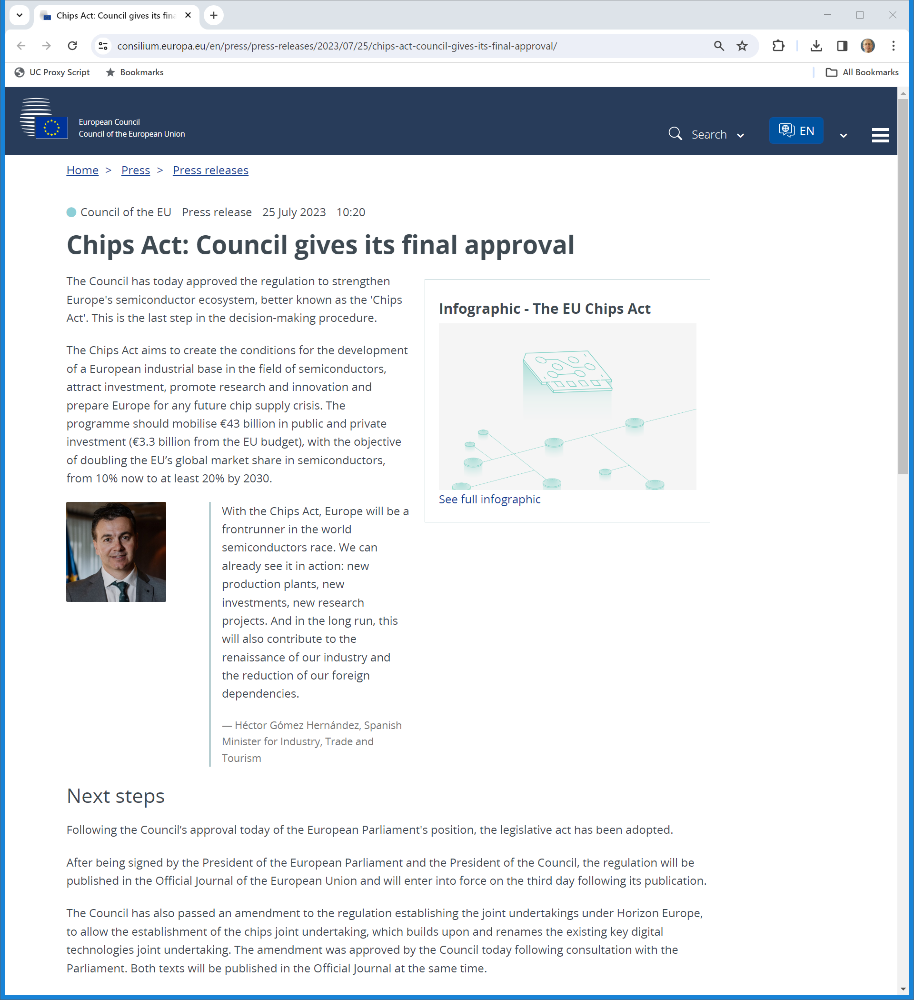 Chips Act: Council gives its fina
consilium.europa.eu/en/press/press-releases/2023/07/25/chips-act-council-gives-its-final-approval/
UC Proxy Script
Bookmarks
All Bookmarks
European Council
Council of the European Union
Search
EN
Home > Press > Press releases
Council of the EU Press release 25 July 2023 10:20
Chips Act: Council gives its final approval
The Council has today approved the regulation to strengthen
Europe's semiconductor ecosystem, better known as the 'Chips
Act'. This is the last step in the decision-making procedure.
The Chips Act aims to create the conditions for the development
of a European industrial base in the field of semiconductors,
attract investment, promote research and innovation and
prepare Europe for any future chip supply crisis. The
programme should mobilise €43 billion in public and private
investment (€3.3 billion from the EU budget), with the objective
of doubling the EU’s global market share in semiconductors,
from 10% now to at least 20% by 2030.
Infographic - The EU Chips Act
See full infographic
With the Chips Act, Europe will be a
frontrunner in the world
semiconductors race. We can
already see it in action: new
production plants, new
investments, new research
projects. And in the long run, this
will also contribute to the
renaissance of our industry and
the reduction of our foreign
dependencies.
— Héctor Gómez Hernández, Spanish
Minister for Industry, Trade and
Tourism
Next steps
Following the Council’s approval today of the European Parliament's position, the legislative act has been adopted.
After being signed by the President of the European Parliament and the President of the Council, the regulation will be
published in the Official Journal of the European Union and will enter into force on the third day following its publication.
The Council has also passed an amendment to the regulation establishing the joint undertakings under Horizon Europe,
to allow the establishment of the chips joint undertaking, which builds upon and renames the existing key digital
technologies joint undertaking. The amendment was approved by the Council today following consultation with the
Parliament. Both texts will be published in the Official Journal at the same time.